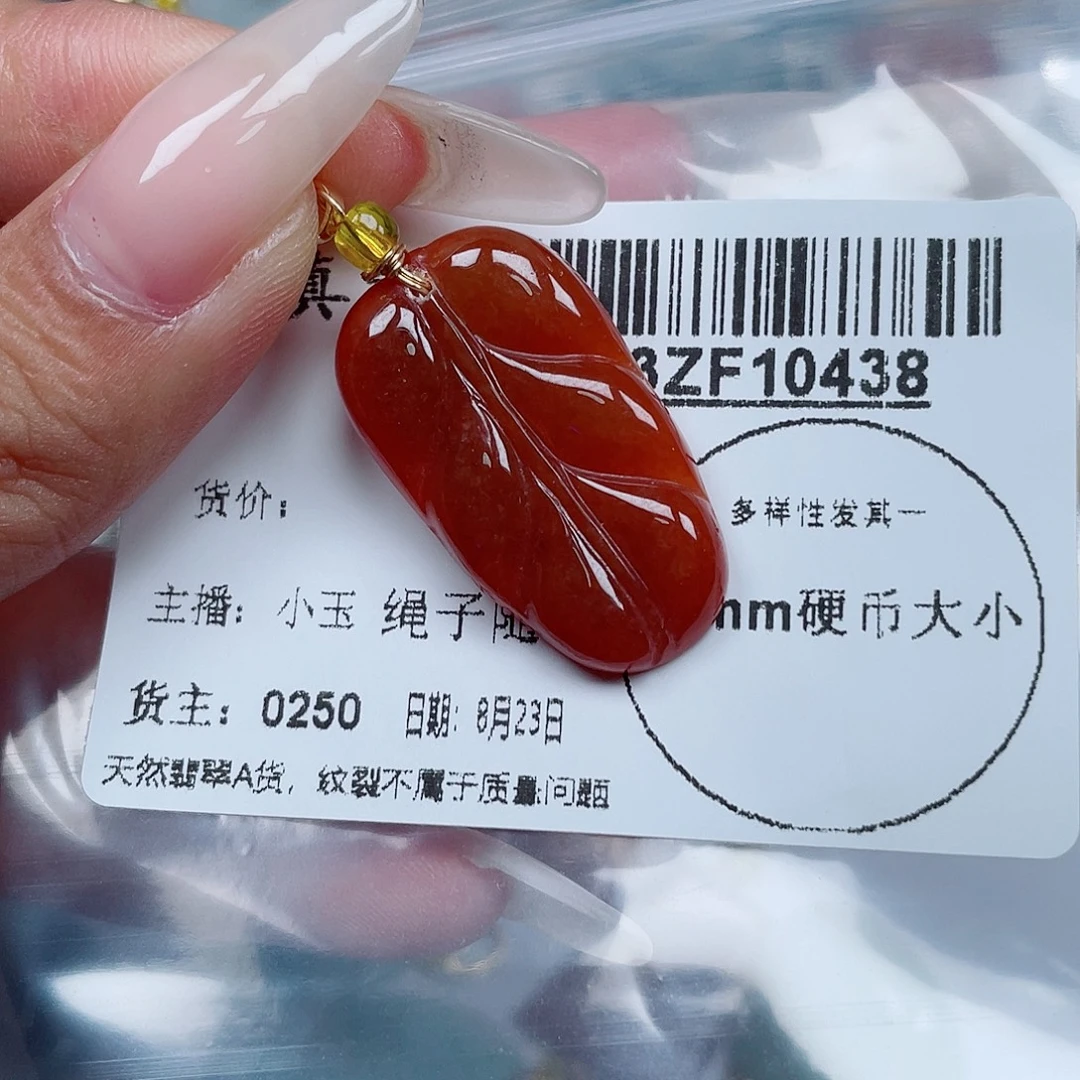 真
3ZF10438
货价：
多样性发其一
主播：小玉 绳子随
mm硬币大小
货主：0250 日期：8月23日
天然翡翠A货，纹裂不属于质量问题